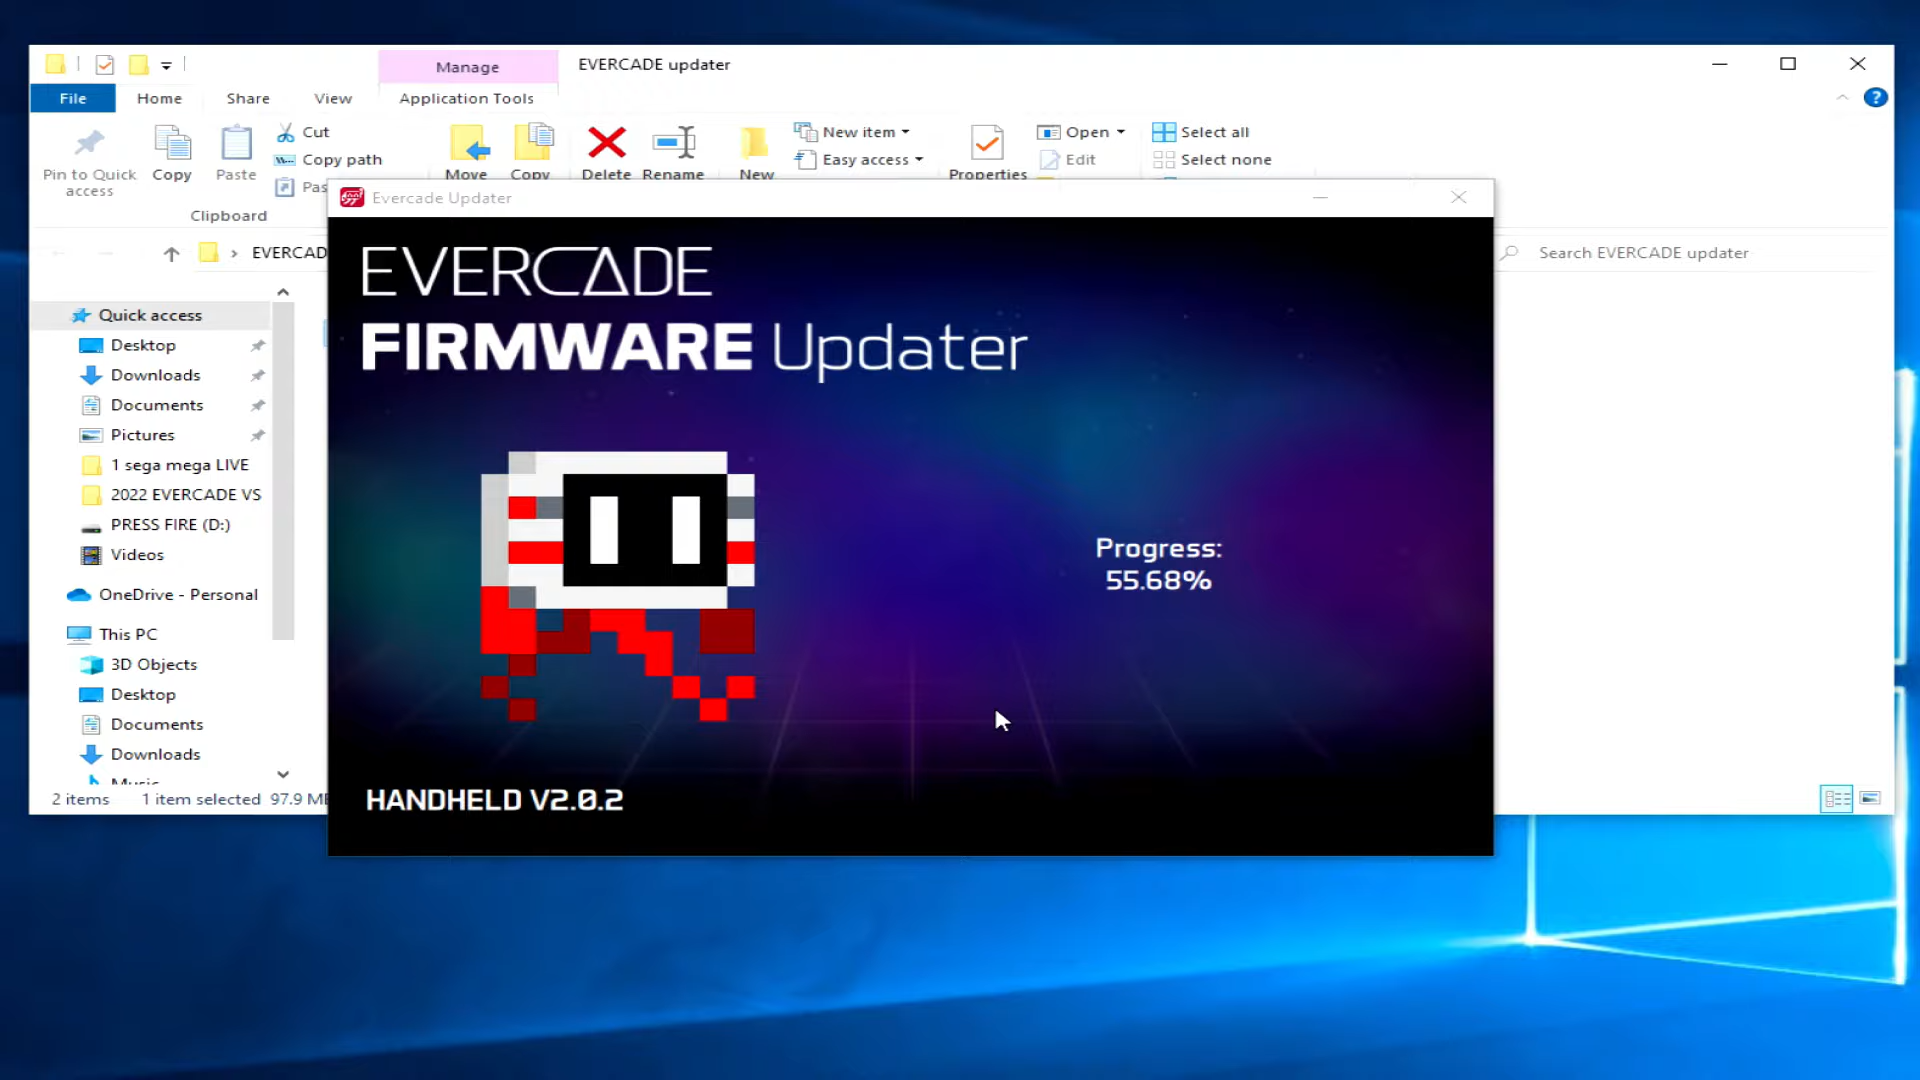 Manage
EVERCADE updater
File
Home
Share
View
Application Tools
Pin to Quick access
Copy
Paste
Cut
Copy path
Move
Copy
Delete
Rename
New
New item
Easy access
Properties
Open
Edit
Select all
Select none
Clipboard
Evercade Updater
EVERCAD
Search EVERCADE updater
Quick access
Desktop
Downloads
Documents
Pictures
1 sega mega LIVE
2022 EVERCADE VS
PRESS FIRE (D:)
Videos
OneDrive - Personal
This PC
3D Objects
Desktop
Documents
Downloads
Music
2 items
1 item selected
97.9 M
EVERCADE
FIRMWARE Updater
Progress:
55.68%
HANDHELD V2.0.2